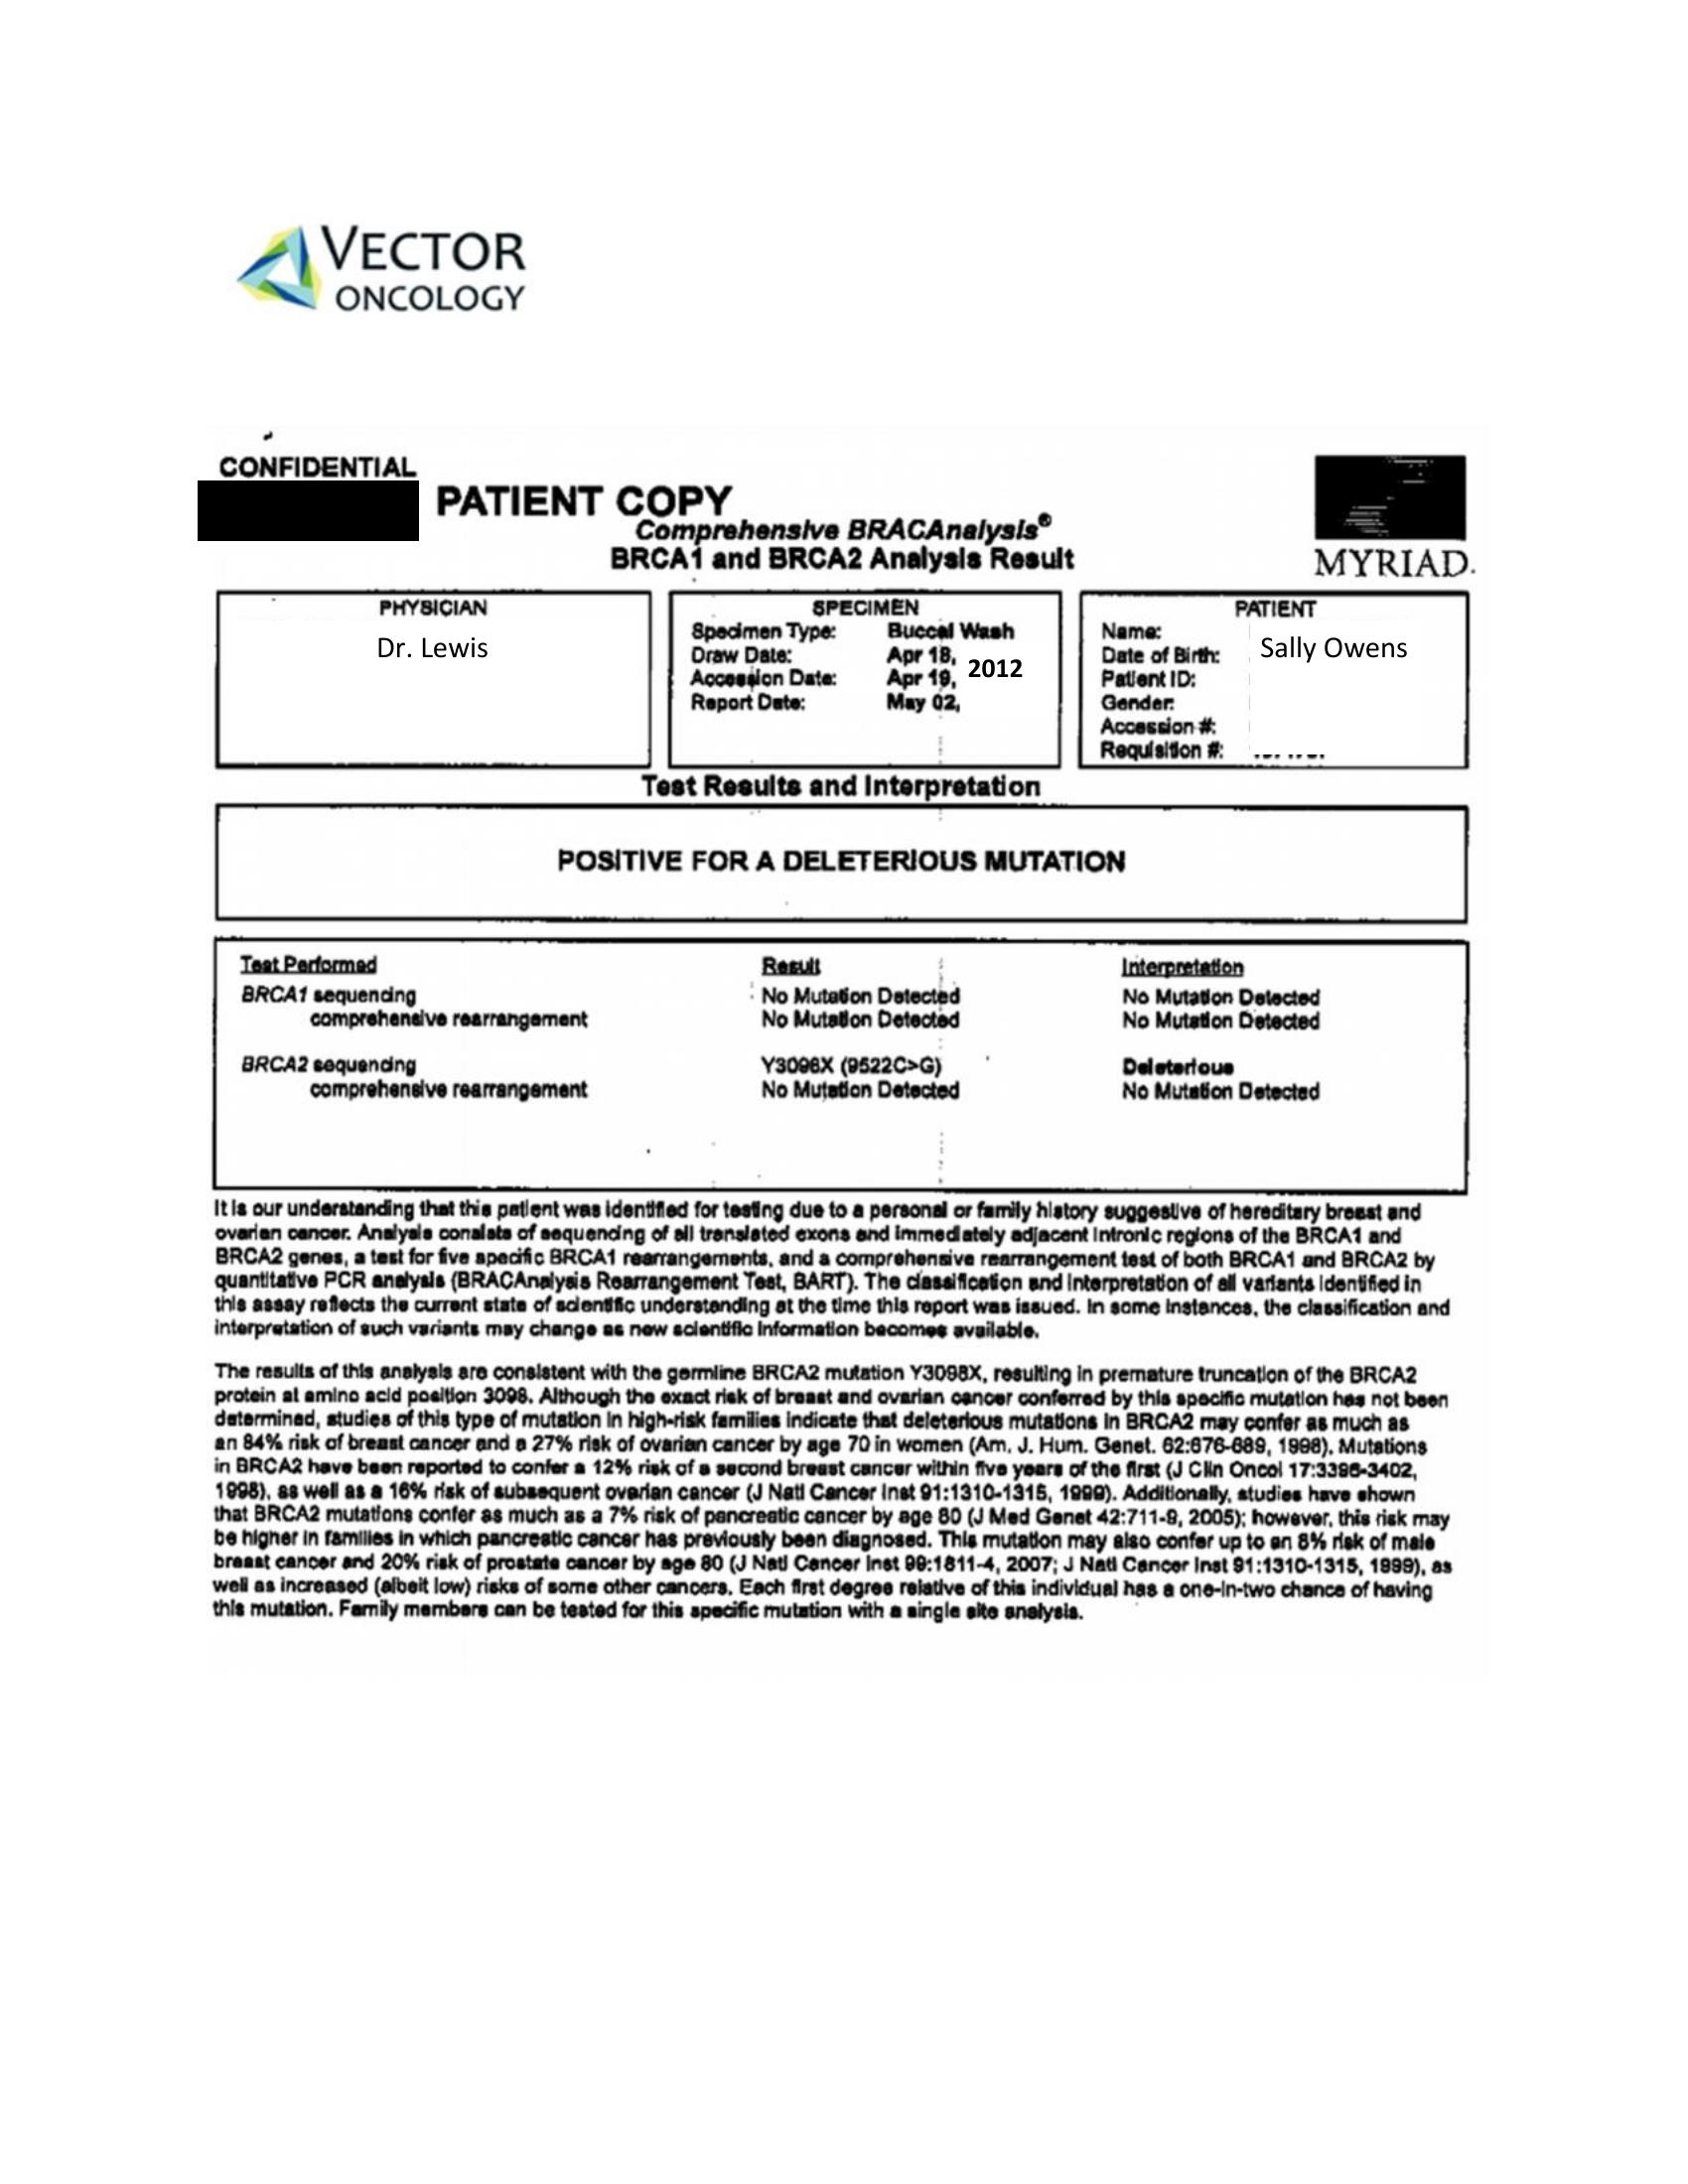 VECTOR
ONCOLOGY
CONFIDENTIAL
PATIENT COPY
Comprehensive BRACAnalysis®
BRCA1 and BRCA2 Analysis Result
MYRIAD.
PHYSICIAN
Dr. Lewis
SPECIMEN
Specimen Type: Buccal Wash
Draw Date: Apr 18,
2012
Accession Date: Apr 19,
Report Date: May 02,
PATIENT
Name:
Sally Owens
Date of Birth:
Patient ID:
Gender:
Accession #:
Requisition #:
Test Results and Interpretation
POSITIVE FOR A DELETERIOUS MUTATION
Test Performed Result Interpretation
BRCA1 sequencing No Mutation Detected No Mutation Detected
comprehensive rearrangement No Mutation Detected No Mutation Detected
BRCA2 sequencing Y3098X (9522C>G) Deleterious
comprehensive rearrangement No Mutation Detected No Mutation Detected
It is our understanding that this patient was identified for testing due to a personal or family history suggestive of hereditary breast and
ovarian cancer. Analysis consists of sequencing of all translated exons and immediately adjacent intronic regions of the BRCA1 and
BRCA2 genes, a test for five specific BRCA1 rearrangements, and a comprehensive rearrangement test of both BRCA1 and BRCA2 by
quantitative PCR analysis (BRACAnalysis Rearrangement Test, BART). The classification and interpretation of all variants identified in
this assay reflects the current state of scientific understanding at the time this report was issued. In some instances, the classification and
interpretation of such variants may change as new scientific information becomes available.
The results of this analysis are consistent with the germline BRCA2 mutation Y3098X, resulting in premature truncation of the BRCA2
protein at amino acid position 3098. Although the exact risk of breast and ovarian cancer conferred by this specific mutation has not been
determined, studies of this type of mutation in high-risk families indicate that deleterious mutations in BRCA2 may confer as much as
an 84% risk of breast cancer and a 27% risk of ovarian cancer by age 70 in women (Am. J. Hum. Genet. 62:676-689, 1998). Mutations
in BRCA2 have been reported to confer a 12% risk of a second breast cancer within five years of the first (J Clin Oncol 17:3396-3402,
1998), as well as a 16% risk of subsequent ovarian cancer (J Natl Cancer Inst 91:1310-1315, 1999). Additionally, studies have shown
that BRCA2 mutations confer as much as a 7% risk of pancreatic cancer by age 80 (J Med Genet 42:711-9, 2005); however, this risk may
be higher in families in which pancreatic cancer has previously been diagnosed. This mutation may also confer up to an 8% risk of male
breast cancer and 20% risk of prostate cancer by age 80 (J Natl Cancer Inst 99:1811-4, 2007; J Natl Cancer Inst 91:1310-1315, 1999), as
well as increased (albeit low) risks of some other cancers. Each first degree relative of this individual has a one-in-two chance of having
this mutation. Family members can be tested for this specific mutation with a single site analysis.